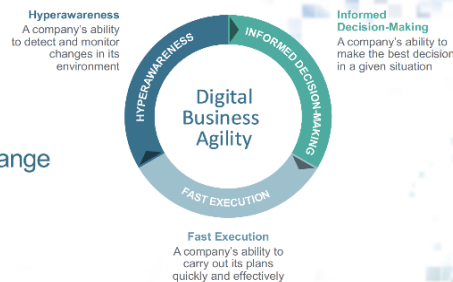 Hyperawareness
A company's ability
to detect and monitor
changes in its
environment
Informed
Decision-Making
A company's ability to
make the best decision
in a given situation
HYPERAWARENESS
INFORMED DECISION-MAKING
Digital
Business
Agility
ange
FAST EXECUTION
Fast Execution
A company's ability to
carry out its plans
quickly and effectively